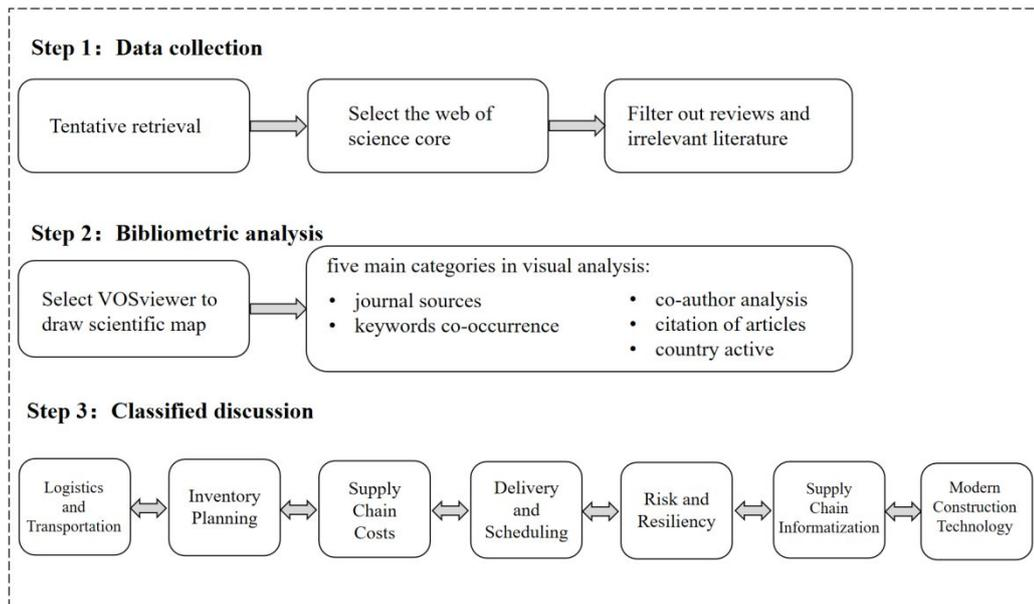 Step 1：Data collection
Tentative retrieval
Select the web of
science core
Filter out reviews and
irrelevant literature
Step 2：Bibliometric analysis
Select VOSviewer to
draw scientific map
five main categories in visual analysis:
• journal sources
• keywords co-occurrence
• co-author analysis
• citation of articles
• country active
Step 3：Classified discussion
Logistics
and
Transportation
Inventory
Planning
Supply
Chain
Costs
Delivery
and
Scheduling
Risk and
Resiliency
Supply
Chain
Informatization
Modern
Construction
Technology